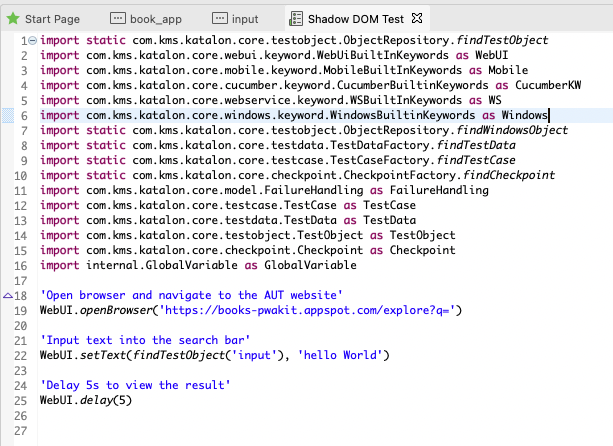 Start Page book_app input Shadow DOM Test
1 import static com.kms.katalon.core.testobject.ObjectRepository.findTestObject
2 import com.kms.katalon.core.webui.keyword.WebUiBuiltInKeywords as WebUI
3 import com.kms.katalon.core.mobile.keyword.MobileBuiltInKeywords as Mobile
4 import com.kms.katalon.core.cucumber.keyword.CucumberBuiltinKeywords as CucumberKW
5 import com.kms.katalon.core.webservice.keyword.WSBuiltInKeywords as WS
6 import com.kms.katalon.core.windows.keyword.WindowsBuiltinKeywords as Windows
7 import static com.kms.katalon.core.testobject.ObjectRepository.findWindowsObject
8 import static com.kms.katalon.core.testdata.TestDataFactory.findTestData
9 import static com.kms.katalon.core.testcase.TestCaseFactory.findTestCase
10 import static com.kms.katalon.core.checkpoint.CheckpointFactory.findCheckpoint
11 import com.kms.katalon.core.model.FailureHandling as FailureHandling
12 import com.kms.katalon.core.testcase.TestCase as TestCase
13 import com.kms.katalon.core.testdata.TestData as TestData
14 import com.kms.katalon.core.testobject.TestObject as TestObject
15 import com.kms.katalon.core.checkpoint.Checkpoint as Checkpoint
16 import internal.GlobalVariable as GlobalVariable
17
18 'Open browser and navigate to the AUT website'
19 WebUI.openBrowser('https://books-pwakit.appspot.com/explore?q=')
20
21 'Input text into the search bar'
22 WebUI.setText(findTestObject('input'), 'hello World')
23
24 'Delay 5s to view the result'
25 WebUI.delay(5)
26
27